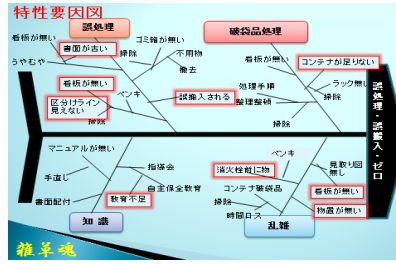 特性要因図
誤処理
破袋品処理
看板が無い
ゴミ箱が無い
書面が古い
掃除
不用物
うやむや
撤去
看板が無い
コンテナが足りない
看板が無い
ペンキ
誤搬入される
処理手順
ラック無し
区分けライン
見えない
掃除
整理整頓
掃除
掃除
誤処理・誤搬入・ゼロ
マニュアルが無い
指導会
手直し
自主保全教育
書面配付
教育不足
知識
ペンキ
見取り図
無し
消火栓前に物
コンテナ破袋品
看板が無い
掃除
時間ロス
物置が無い
乱雑
雑草魂